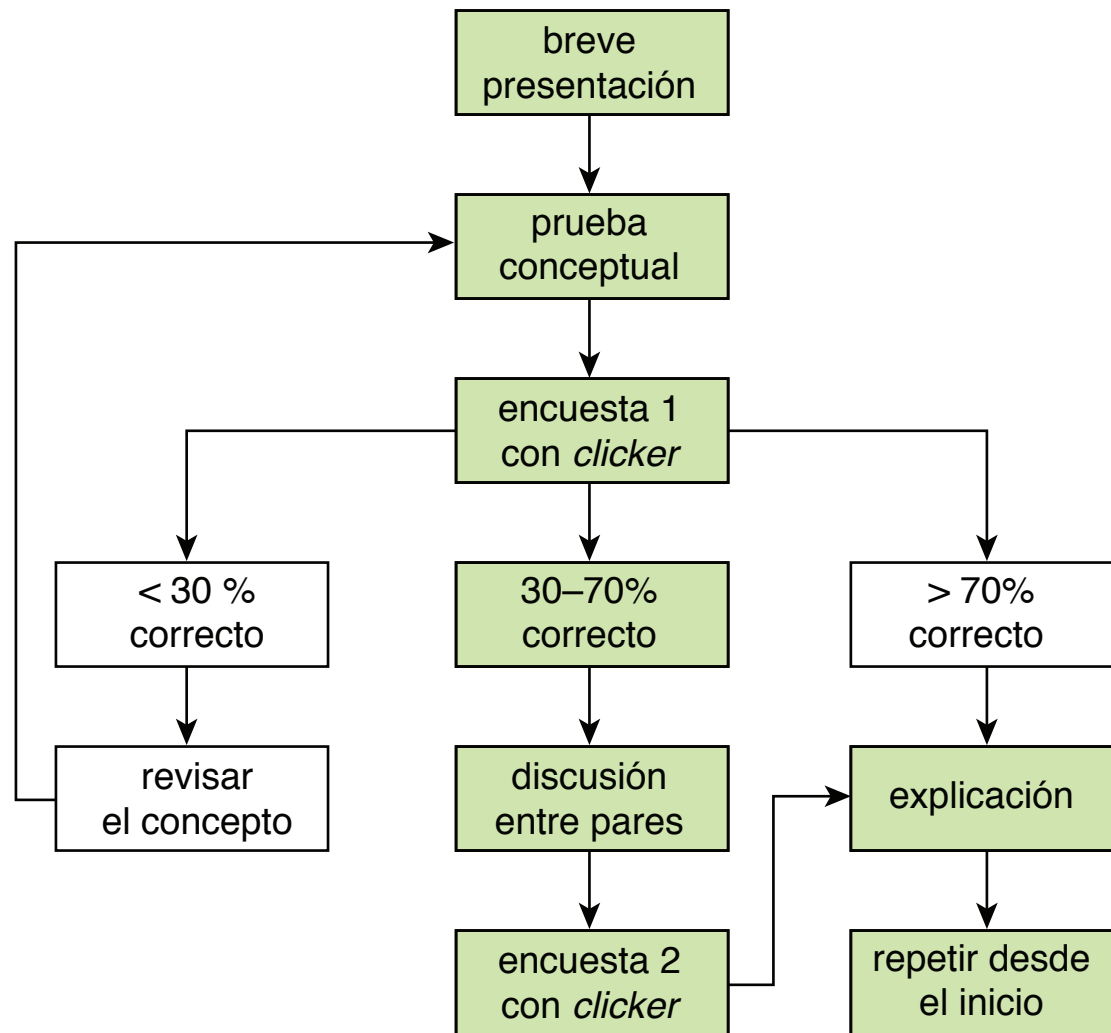 breve
presentación
prueba
conceptual
encuesta 1
con clicker
< 30 %
correcto
30–70%
correcto
> 70%
correcto
revisar
el concepto
discusión
entre pares
explicación
encuesta 2
con clicker
repetir desde
el inicio